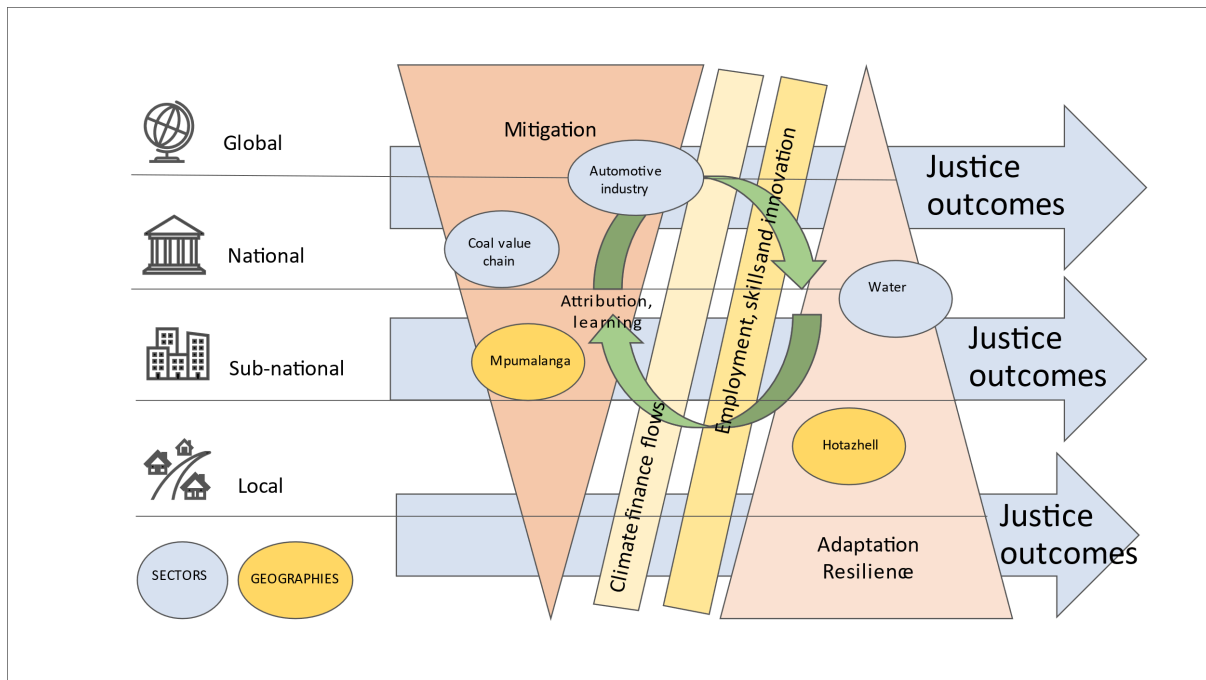 Global
National
Sub-national
Local
SECTORS
GEOGRAPHIES
Mitigation
Automotive
industry
Coal value
chain
Attribution,
learning
Mpumalanga
Climate finance flows
Employment, skillsand innovation
Water
Hotazhell
Adaptation
Resilience
Justice
outcomes
Justice
outcomes
Justice
outcomes